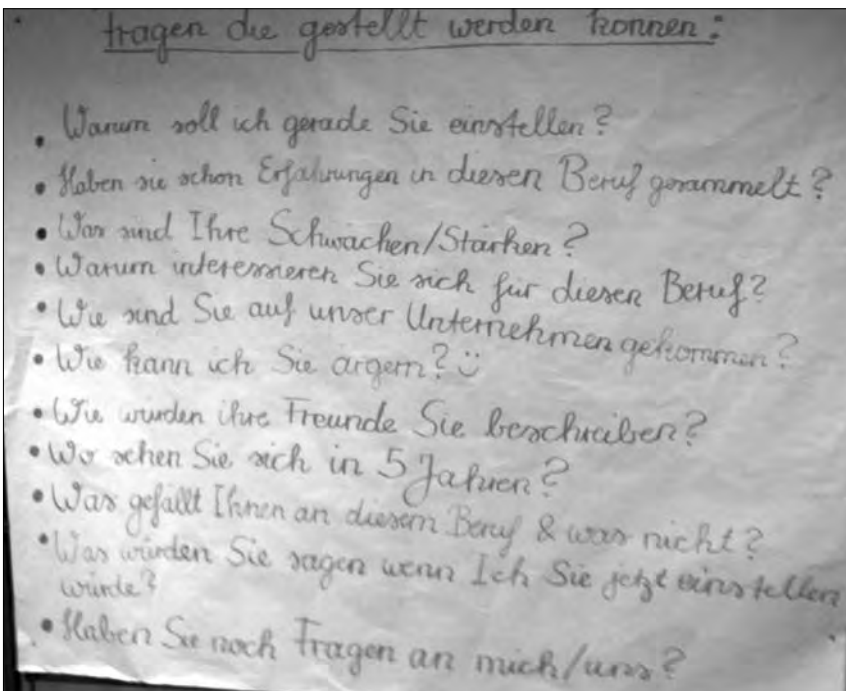 Fragen die gestellt werden können:
• Warum soll ich gerade Sie einstellen?
• Haben sie schon Erfahrungen in diesen Beruf gesammelt?
• Was sind Ihre Schwächen/Stärken?
• Warum interessieren Sie sich für diesen Beruf?
• Wie sind Sie auf unser Unternehmen gekommen?
• Wie kann ich Sie ärgern? ü
• Wie würden ihre Freunde Sie beschreiben?
• Wo sehen Sie sich in 5 Jahren?
• Was gefällt Ihnen an diesem Beruf & was nicht?
• Was würden Sie sagen wenn Ich Sie jetzt einstellen
würde?
• Haben Sie noch Fragen an mich/uns?